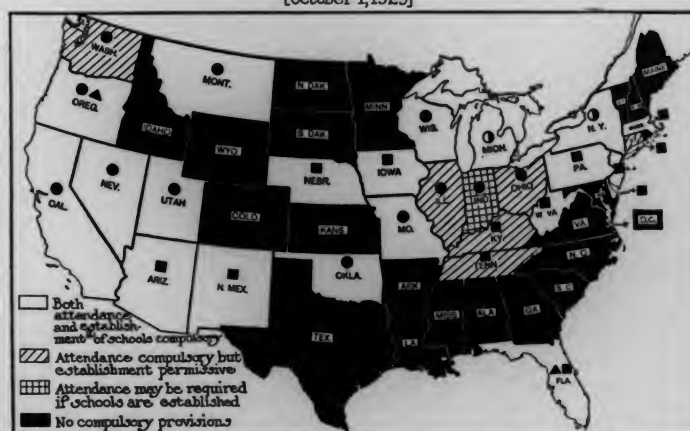 [October 1, 1925]
WASH.
MONT.
N. DAK
MINN
MAINE
OREG.
IDAHO
WYO
S. DAK
WIS.
MICH.
N. Y.
NEBR.
IOWA
PA.
CAL.
NEV.
UTAH
COLO
KANS
MO.
ILL.
IND.
OHIO
W. VA
VA.
D.C.
KY.
TENN
N. C.
ARIZ.
N. MEX.
OKLA.
ARK
S. C.
MISS
ALA
GA
TEX.
LA
FLA.
Both
attendance
and establish-
ment of schools compulsory
Attendance compulsory but
establishment permissive
Attendance may be required
if schools are established
No compulsory provisions